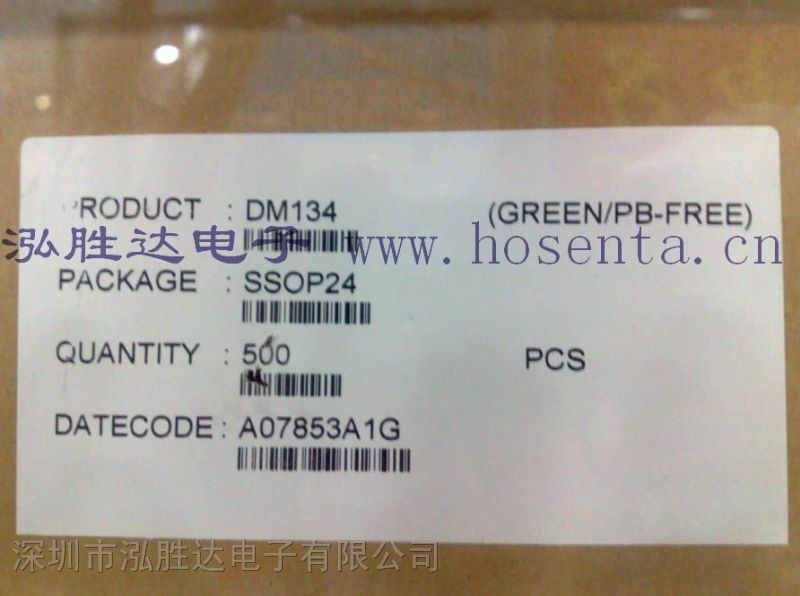 PRODUCT : DM134 (GREEN/PB-FREE)
泓胜达电子 www.hosenta.cn
PACKAGE : SSOP24
QUANTITY : 500 PCS
DATECODE : A07853A1G
深圳市泓胜达电子有限公司